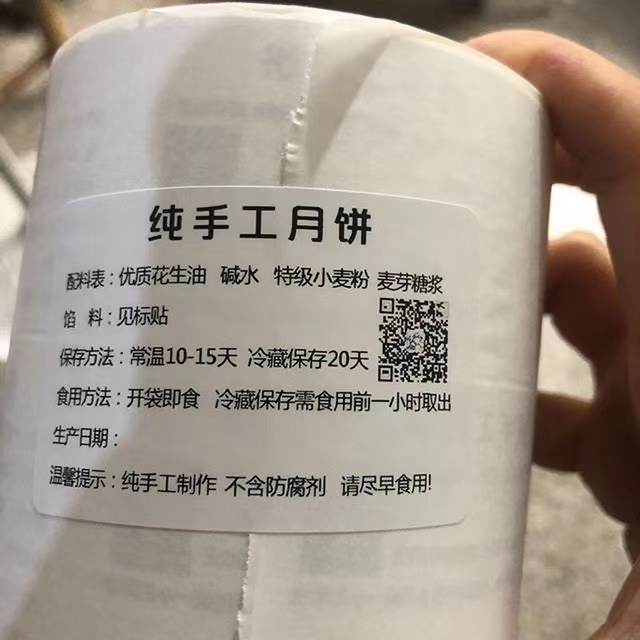 纯手工月饼
配料表：优质花生油 碱水 特级小麦粉 麦芽糖浆
馅 料：见标贴
保存方法：常温10-15天 冷藏保存20天
食用方法：开袋即食 冷藏保存需食用前一小时取出
生产日期：
温馨提示：纯手工制作 不含防腐剂 请尽早食用!